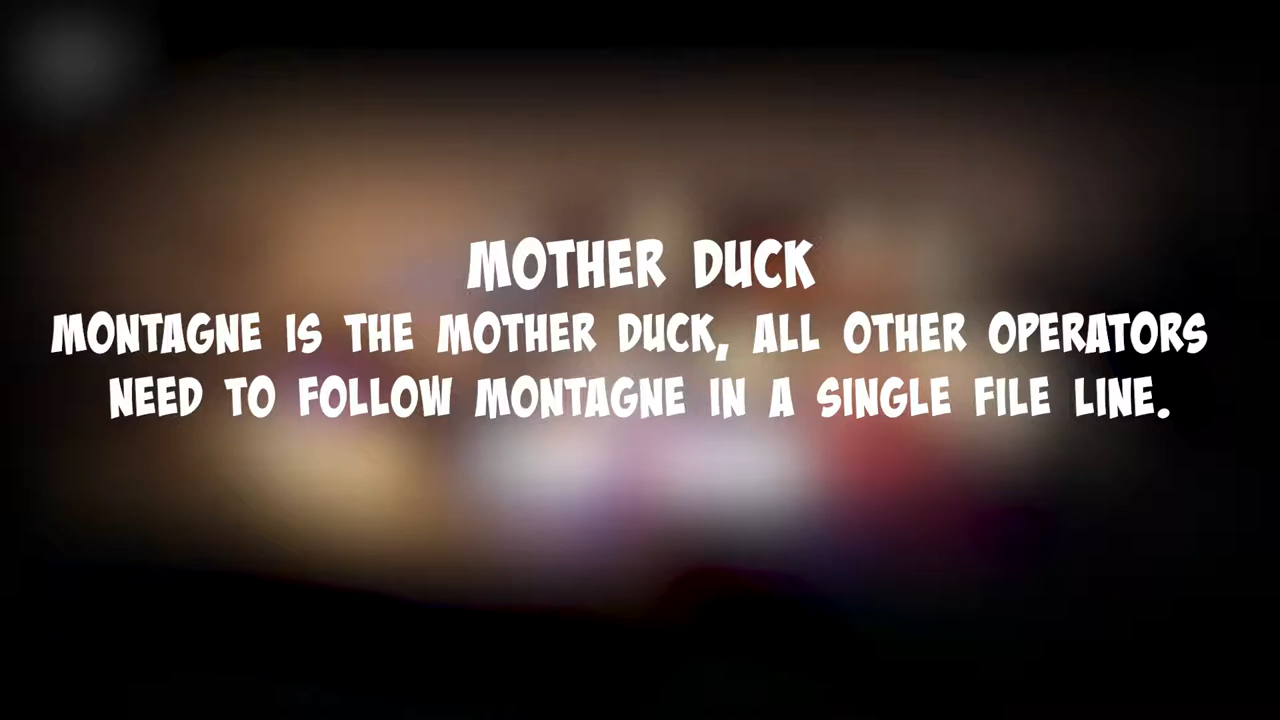 MOTHER DUCK
MONTAGNE IS THE MOTHER DUCK, ALL OTHER OPERATORS
NEED TO FOLLOW MONTAGNE IN A SINGLE FILE LINE.